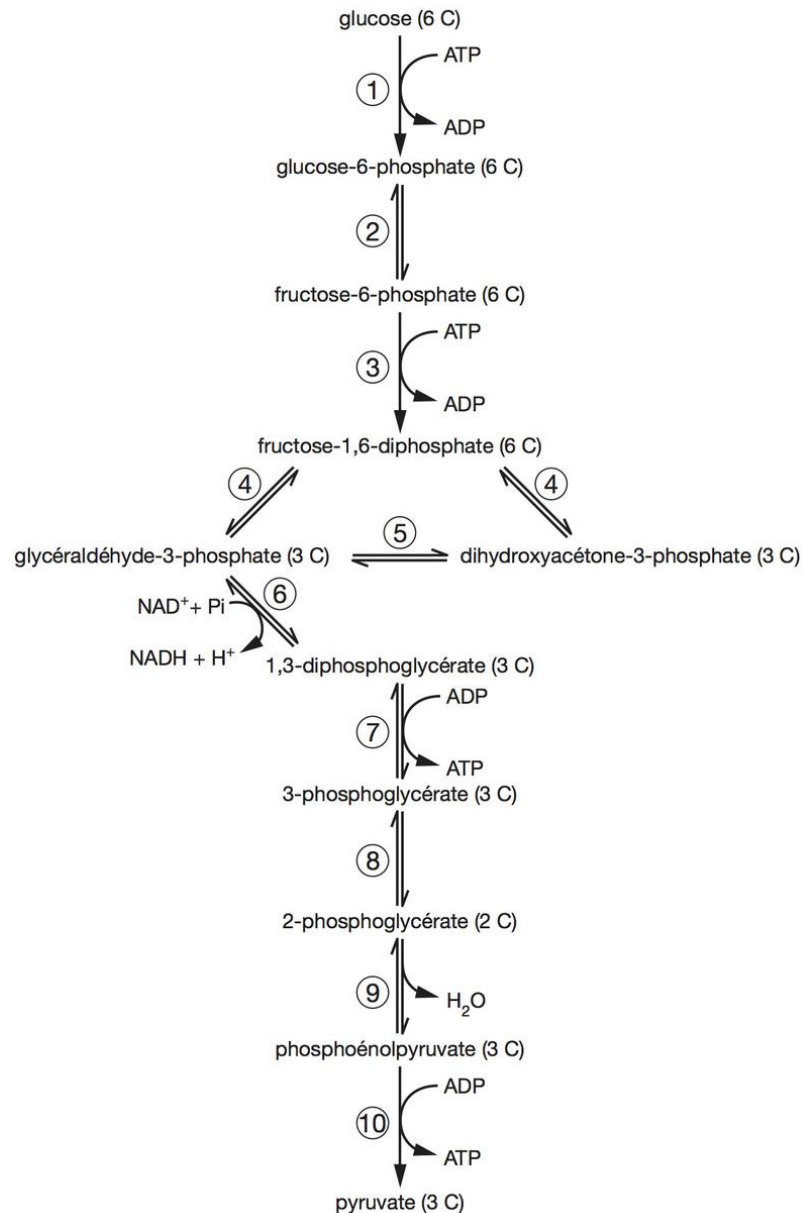 glucose (6 C)
ATP
1
ADP
glucose-6-phosphate (6 C)
2
fructose-6-phosphate (6 C)
ATP
3
ADP
fructose-1,6-diphosphate (6 C)
4
4
5
glycéraldéhyde-3-phosphate (3 C)
dihydroxyacétone-3-phosphate (3 C)
6
NAD⁺ + Pi
NADH + H⁺
1,3-diphosphoglycérate (3 C)
ADP
7
ATP
3-phosphoglycérate (3 C)
8
2-phosphoglycérate (2 C)
9
H₂O
phosphoénolpyruvate (3 C)
ADP
10
ATP
pyruvate (3 C)